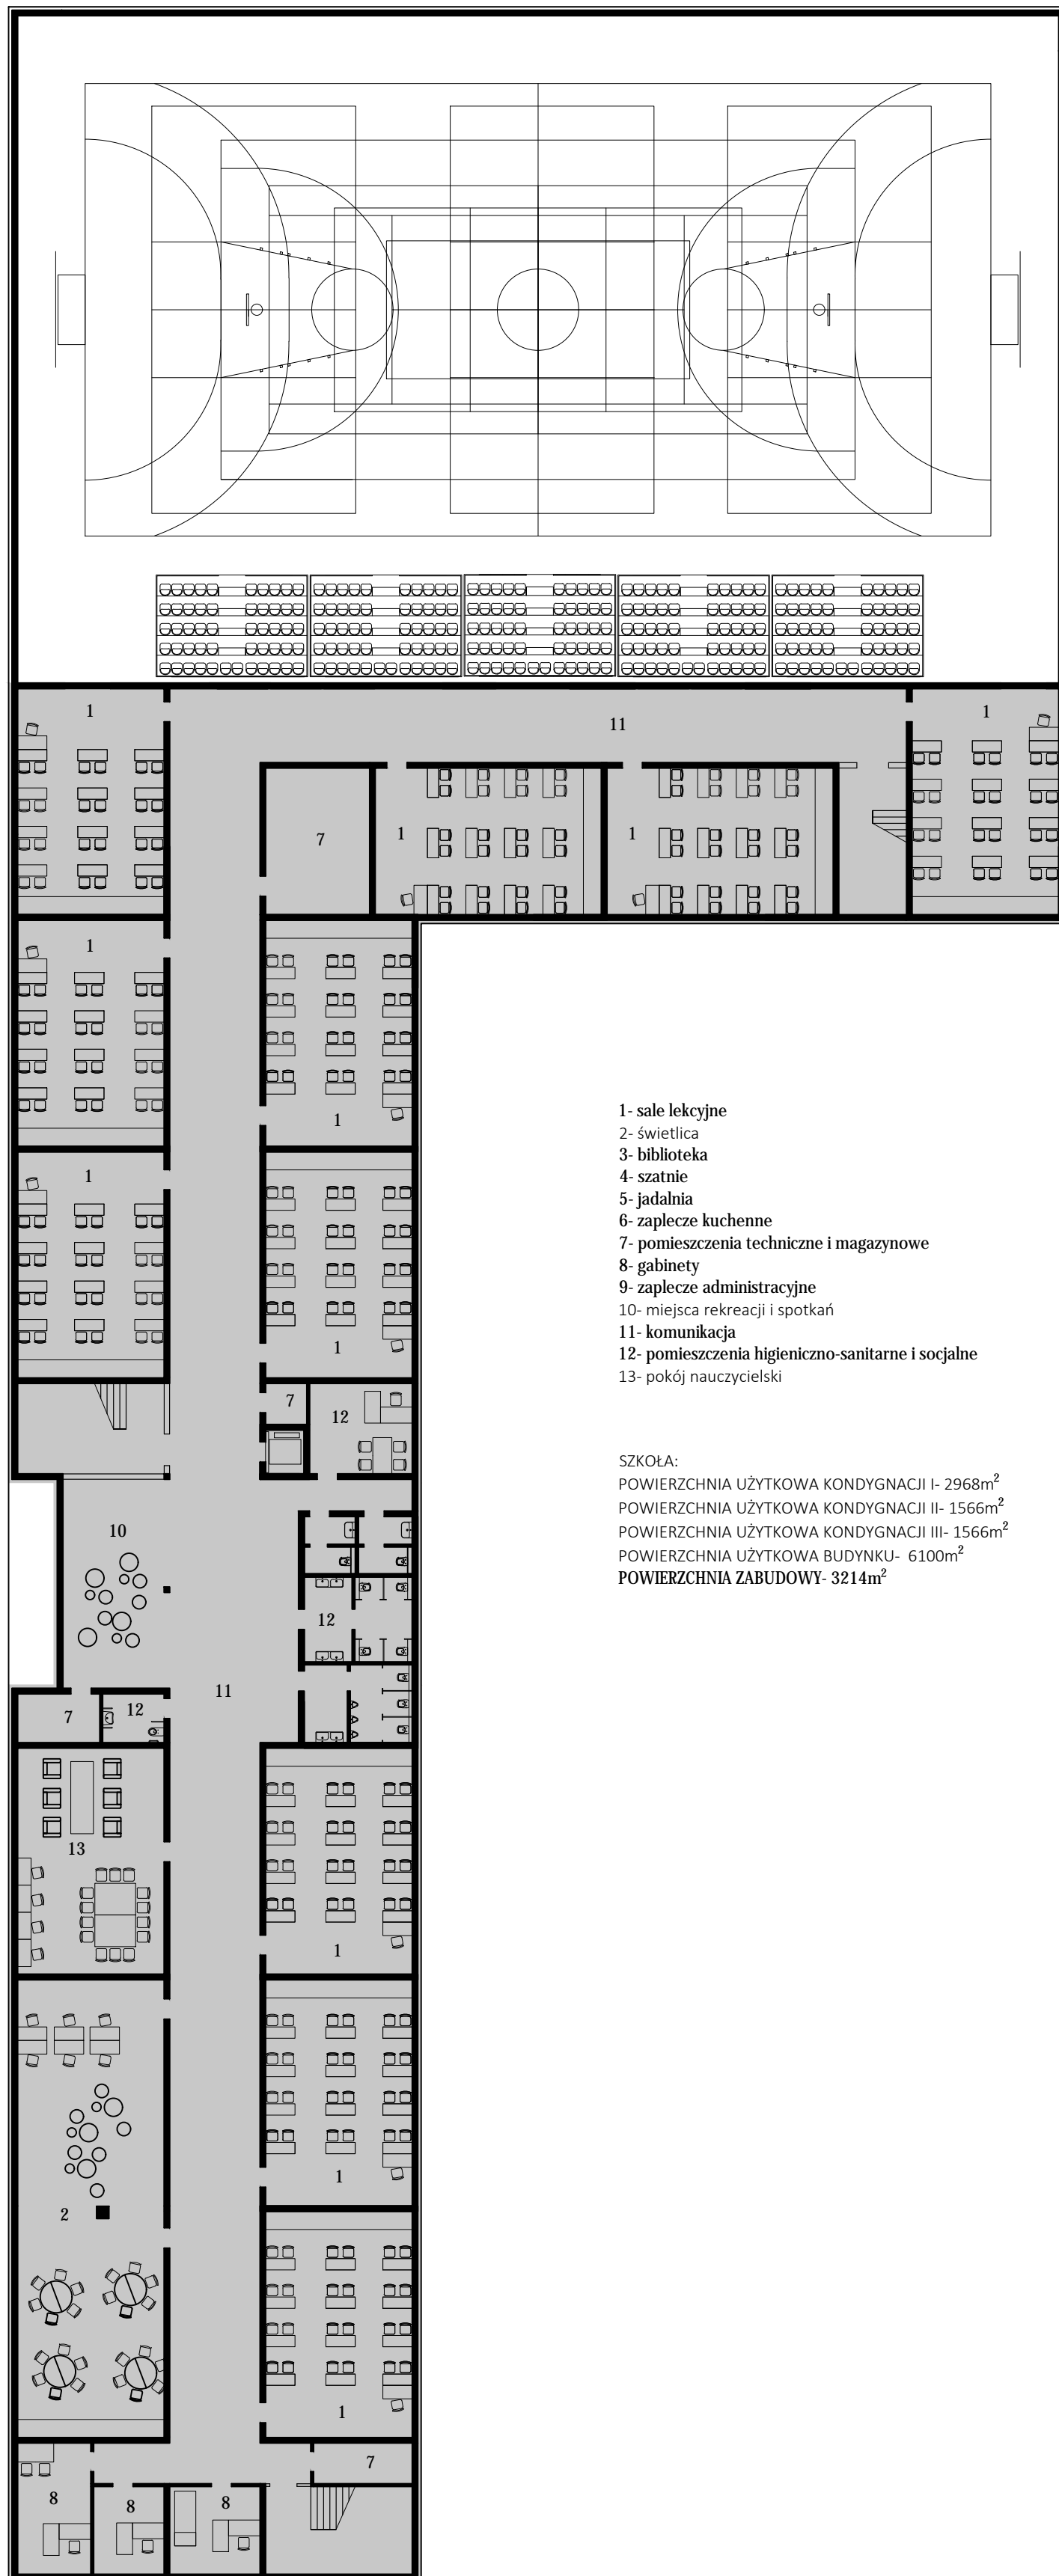 1
11
1
7
1
1
1
1
1
1
7
12
10
12
11
7
12
13
1
1
2
1
7
8
8
8
1- sale lekcyjne
2- świetlica
3- biblioteka
4- szatnie
5- jadalnia
6- zaplecze kuchenne
7- pomieszczenia techniczne i magazynowe
8- gabinety
9- zaplecze administracyjne
10- miejsca rekreacji i spotkań
11- komunikacja
12- pomieszczenia higieniczno-sanitarne i socjalne
13- pokój nauczycielski
SZKOŁA:
POWIERZCHNIA UŻYTKOWA KONDYGNACJI I- 2968m²
POWIERZCHNIA UŻYTKOWA KONDYGNACJI II- 1566m²
POWIERZCHNIA UŻYTKOWA KONDYGNACJI III- 1566m²
POWIERZCHNIA UŻYTKOWA BUDYNKU- 6100m²
POWIERZCHNIA ZABUDOWY- 3214m²